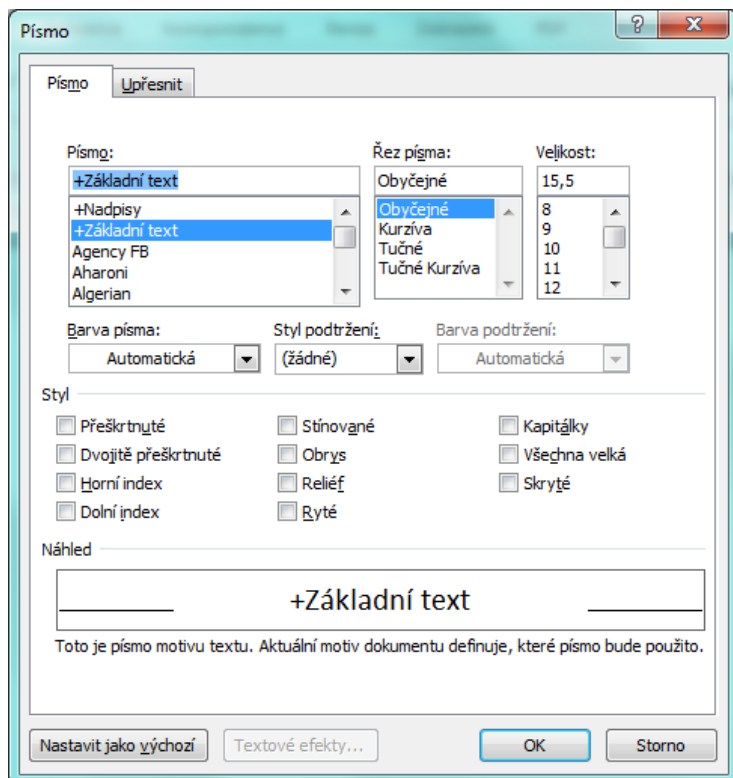 Písmo
Písmo Upřesnit
Písmo: Řez písma: Velikost:
+Základní text Obyčejné 15,5
+Nadpisy Obyčejné 8
+Základní text Kurzíva 9
Agency FB Tučné 10
Aharoni Tučné Kurzíva 11
Algerian 12
Barva písma: Styl podtržení: Barva podtržení:
Automatická (žádné) Automatická
Styl
Přeškrtnuté Stínované Kapitálky
Dvojitě přeškrtnuté Obrys Všechna velká
Horní index Reliéf Skryté
Dolní index Ryté
Náhled
+Základní text
Toto je písmo motivu textu. Aktuální motiv dokumentu definuje, které písmo bude použito.
Nastavit jako výchozí Textové efekty... OK Storno